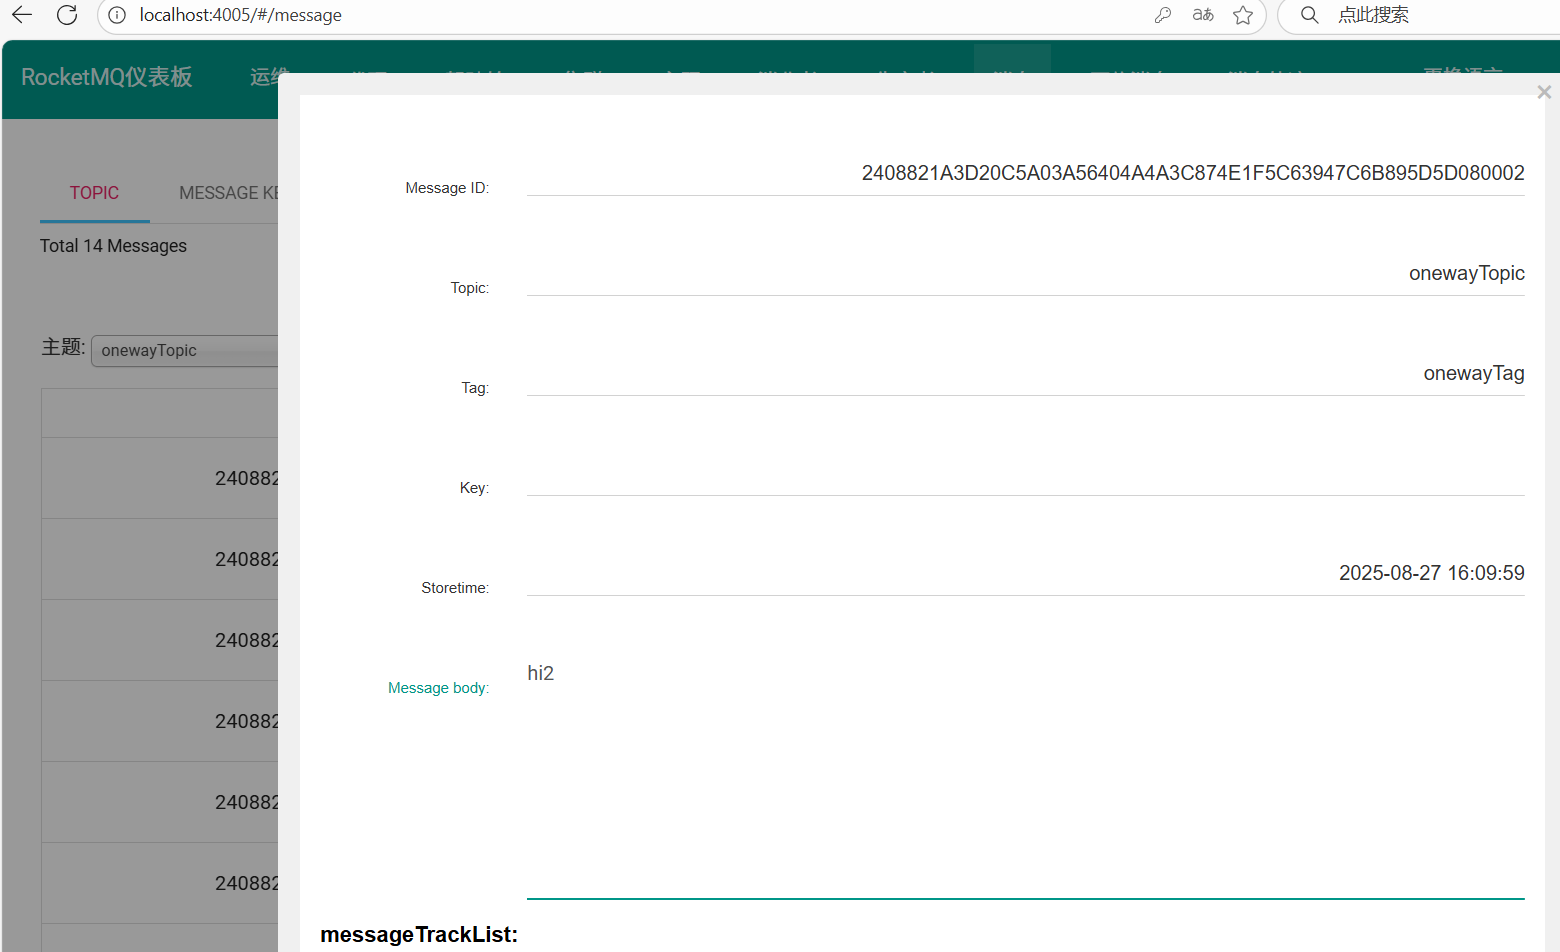 localhost:4005/#/message
点此搜索
RocketMQ仪表板
运维
TOPIC
MESSAGE KE
Total 14 Messages
主题: onewayTopic
240882
240882
240882
240882
240882
240882
Message ID: 2408821A3D20C5A03A56404A4A3C874E1F5C63947C6B895D5D080002
Topic: onewayTopic
Tag: onewayTag
Key:
Storetime: 2025-08-27 16:09:59
Message body: hi2
messageTrackList: